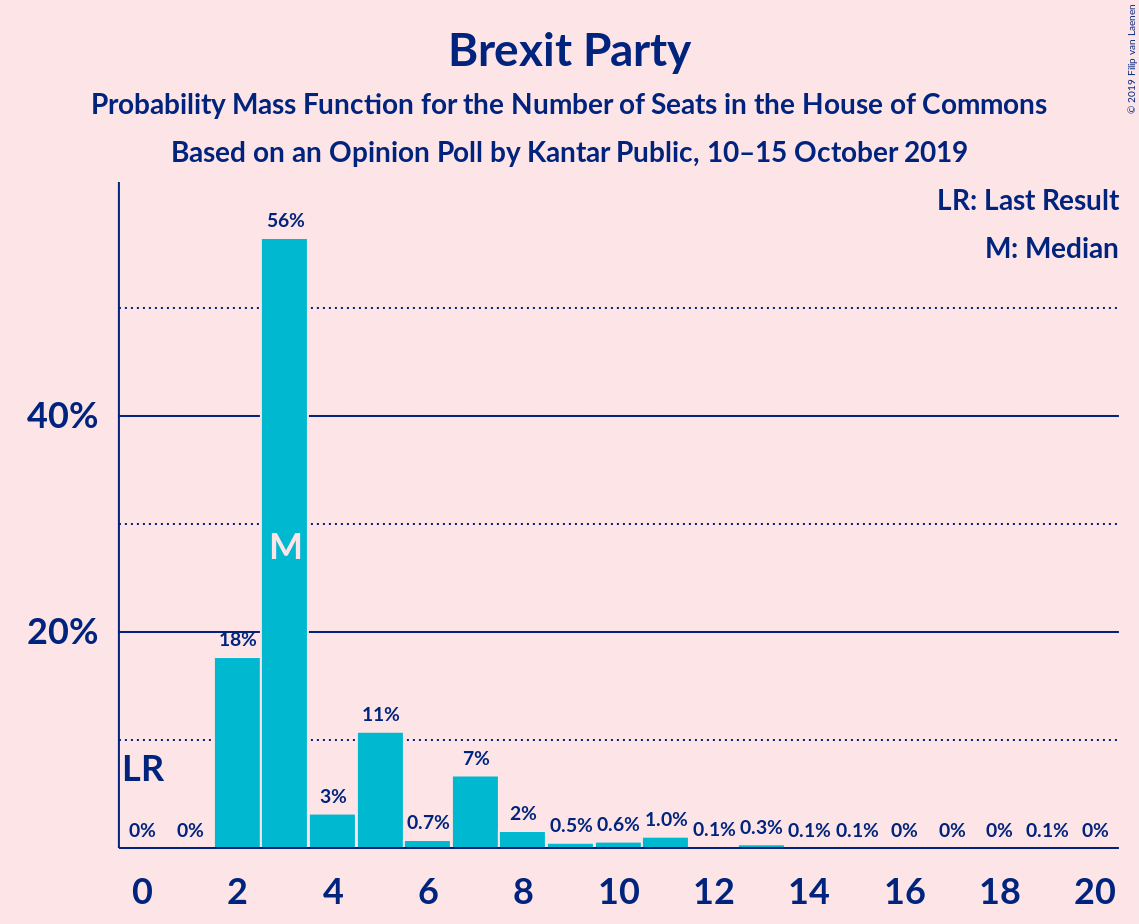 Brexit Party
Probability Mass Function for the Number of Seats in the House of Commons
Based on an Opinion Poll by Kantar Public, 10–15 October 2019
© 2019 Filip van Laenen
LR: Last Result
M: Median
56%
40%
M
20%
18%
11%
LR
7%
3%
2%
0% 0% 0.7% 0.5% 0.6% 1.0% 0.1% 0.3% 0.1% 0.1% 0% 0% 0% 0.1% 0%
0 2 4 6 8 10 12 14 16 18 20